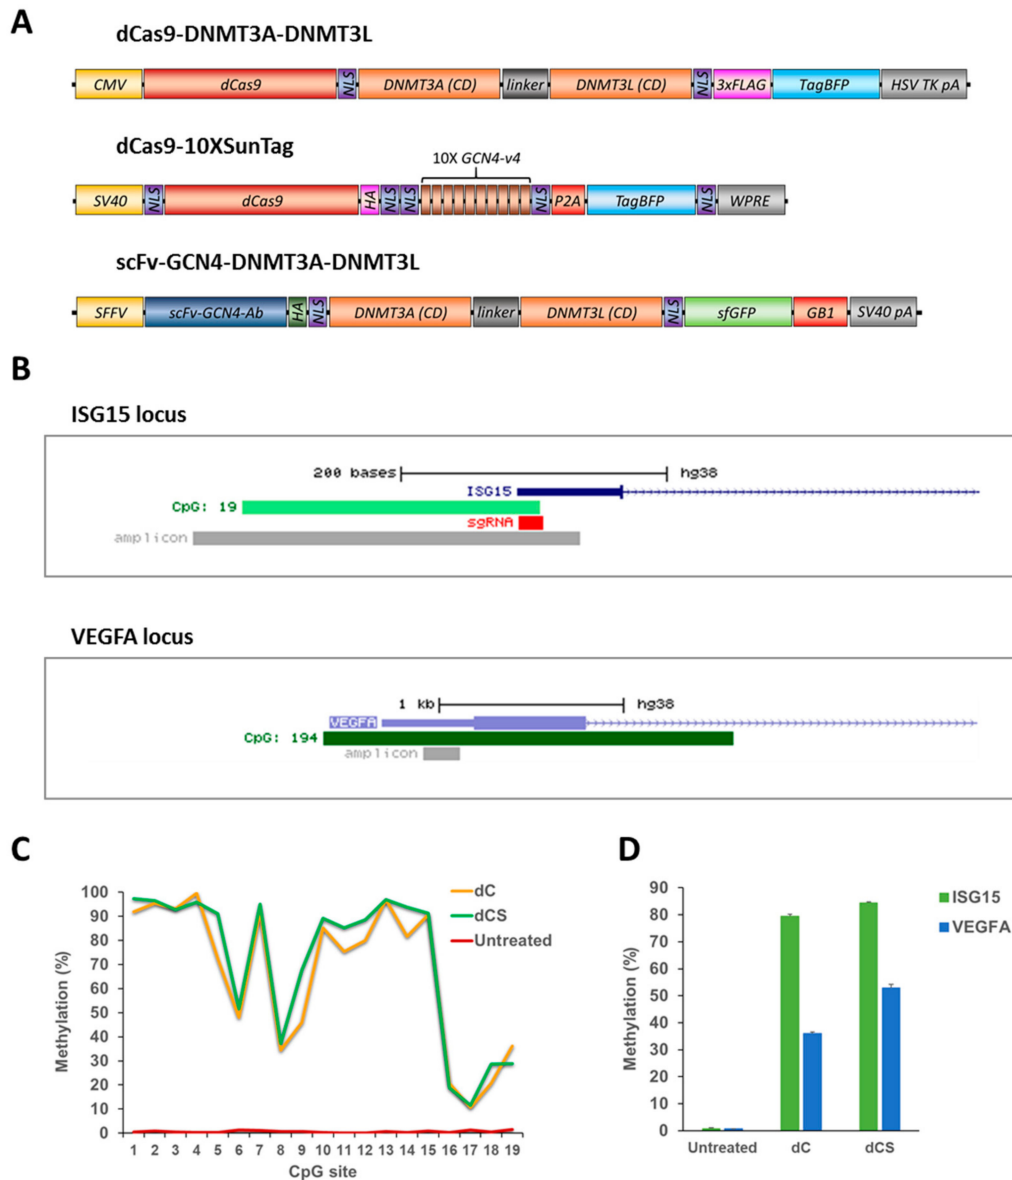 A
dCas9-DNMT3A-DNMT3L
CMV dCas9 NLS DNMT3A (CD) linker DNMT3L (CD) NLS 3xFLAG TagBFP HSV TK pA
dCas9-10XSunTag
10X GCN4-v4
SV40 NLS dCas9 HA NLS NLS NLS P2A TagBFP NLS WPRE
scFv-GCN4-DNMT3A-DNMT3L
SFFV scFv-GCN4-Ab HA NLS DNMT3A (CD) linker DNMT3L (CD) NLS sfGFP GB1 SV40 pA
B
ISG15 locus
200 bases hg38
ISG15
CpG: 19
sgRNA
amplicon
VEGFA locus
1 kb hg38
VEGFA
CpG: 194
amplicon
C
Methylation (%)
100
90
80
70
60
50
40
30
20
10
0
1 2 3 4 5 6 7 8 9 10 11 12 13 14 15 16 17 18 19
CpG site
dC
dCS
Untreated
D
Methylation (%)
90
80
70
60
50
40
30
20
10
0
Untreated dC dCS
ISG15
VEGFA